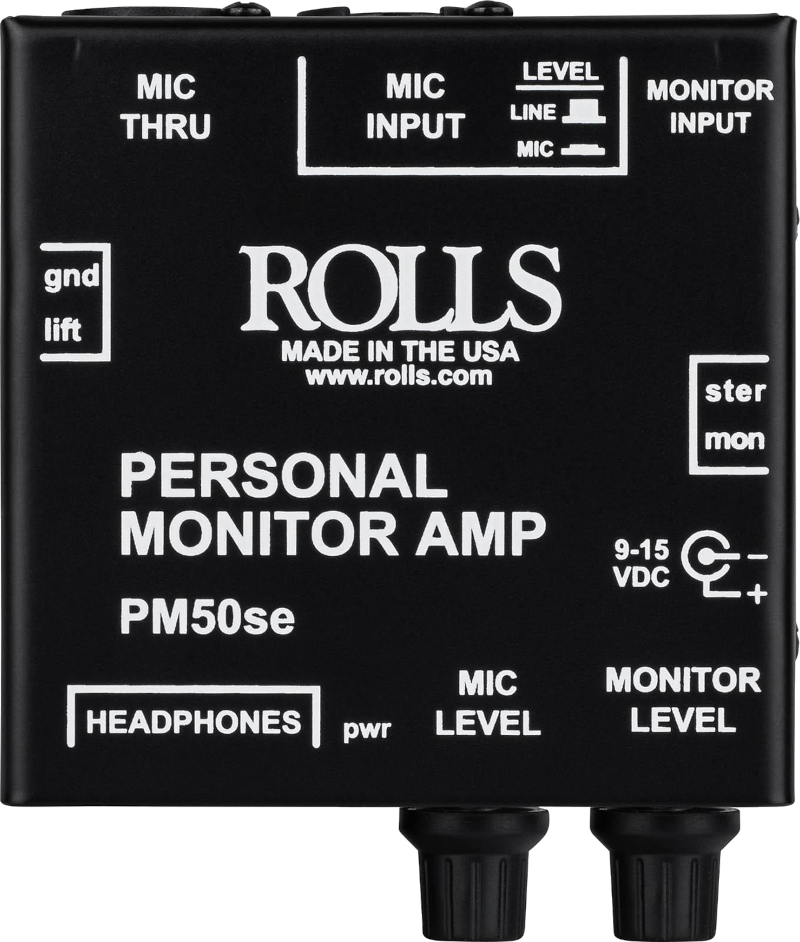 MIC
THRU
MIC
INPUT
LEVEL
LINE
MIC
MONITOR
INPUT
gnd
lift
ROLLS
MADE IN THE USA
www.rolls.com
ster
mon
PERSONAL
MONITOR AMP
9-15
VDC
−
+
PM50se
HEADPHONES
pwr
MIC
LEVEL
MONITOR
LEVEL